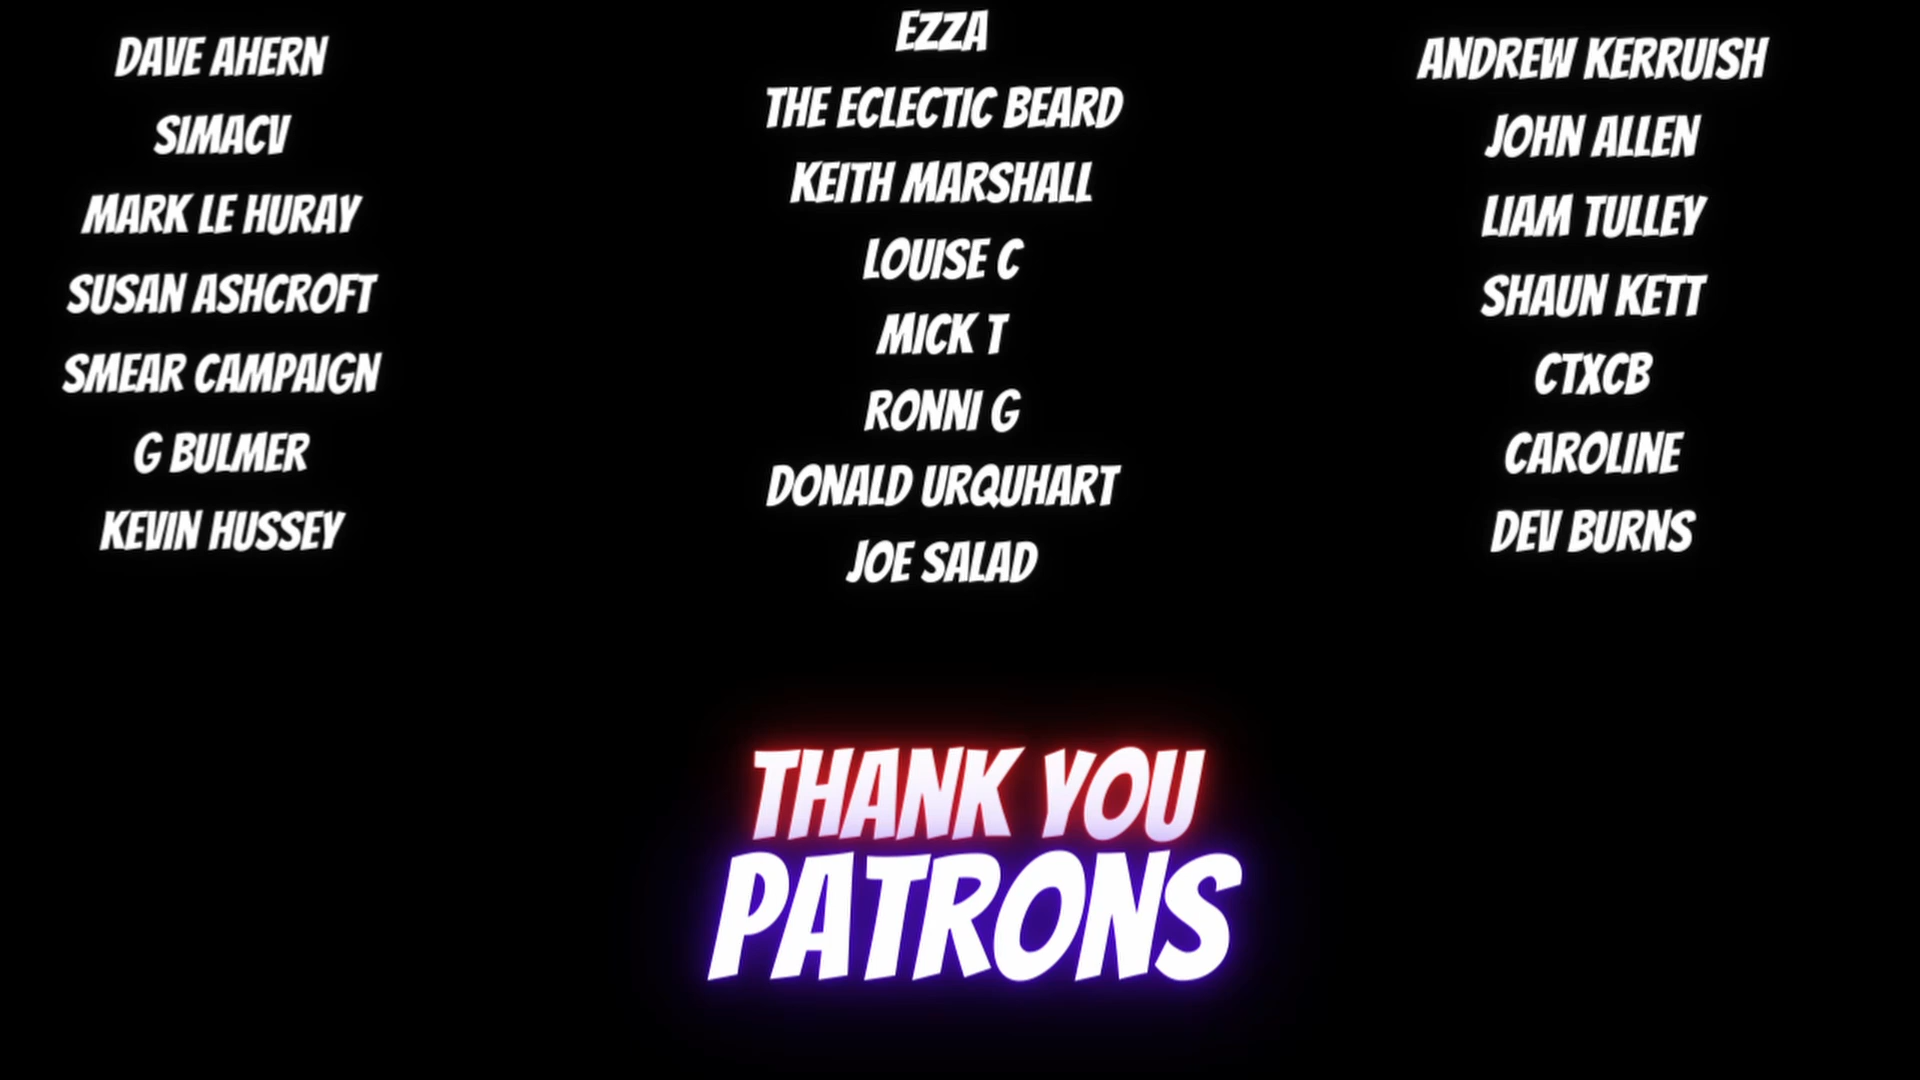 DAVE AHERN
SIMACV
MARK LE HURAY
SUSAN ASHCROFT
SMEAR CAMPAIGN
G BULMER
KEVIN HUSSEY
EZZA
THE ECLECTIC BEARD
KEITH MARSHALL
LOUISE C
MICK T
RONNI G
DONALD URQUHART
JOE SALAD
ANDREW KERRUISH
JOHN ALLEN
LIAM TULLEY
SHAUN KETT
CTXCB
CAROLINE
DEV BURNS
THANK YOU
PATRONS